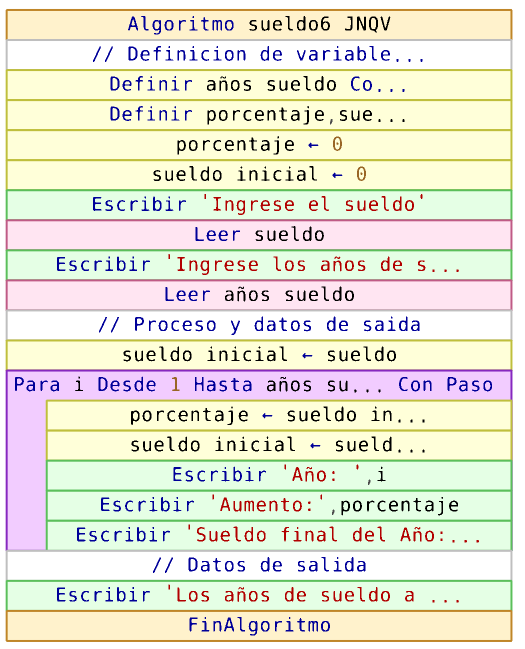 Algoritmo sueldo6 JNQV
// Definicion de variable...
Definir años sueldo Co...
Definir porcentaje,sue...
porcentaje ← 0
sueldo inicial ← 0
Escribir 'Ingrese el sueldo'
Leer sueldo
Escribir 'Ingrese los años de s...
Leer años sueldo
// Proceso y datos de saida
sueldo inicial ← sueldo
Para i Desde 1 Hasta años su... Con Paso
porcentaje ← sueldo in...
sueldo inicial ← sueld...
Escribir 'Año: ',i
Escribir 'Aumento:',porcentaje
Escribir 'Sueldo final del Año:...
// Datos de salida
Escribir 'Los años de sueldo a ...
FinAlgoritmo